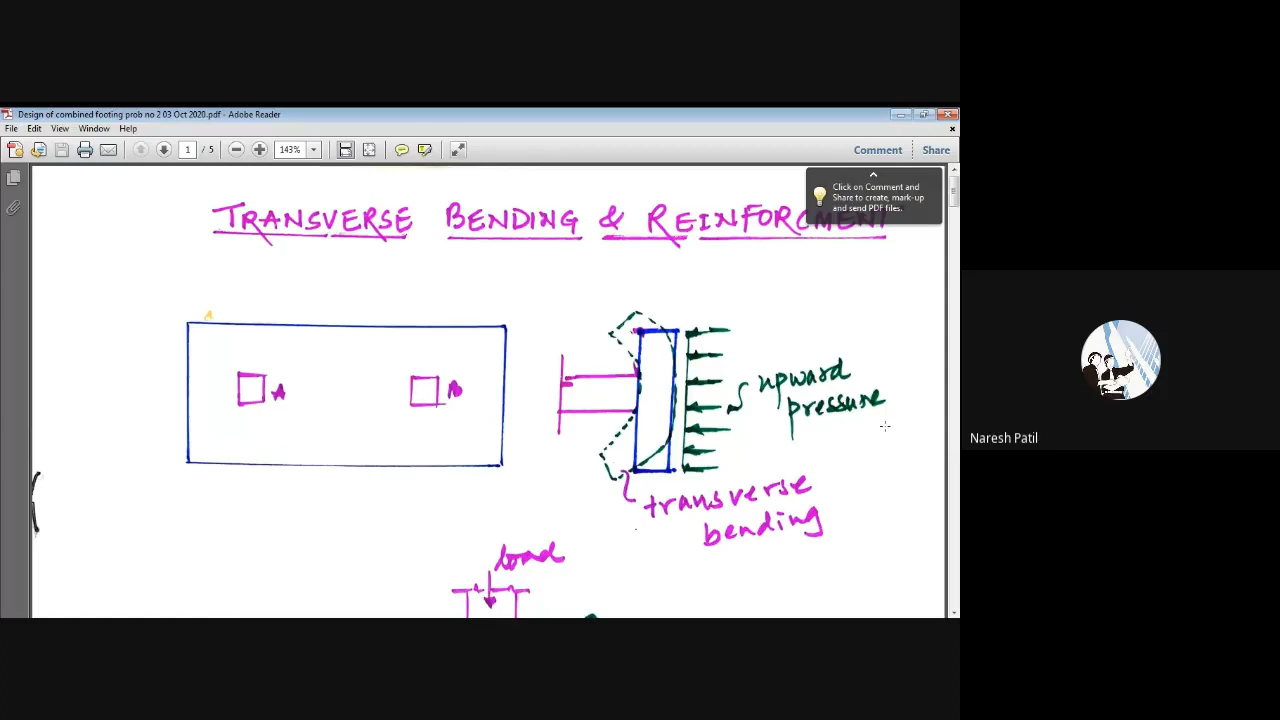 Design of combined footing prob no 2 03 Oct 2020.pdf - Adobe Reader
File Edit View Window Help
1 / 5 143% Comment Share
Click on Comment and
Share to create, mark-up
and send PDF files.
TRANSVERSE BENDING & REINFORCMENT
A
A B
upward
pressure
transverse
bending
load
Naresh Patil